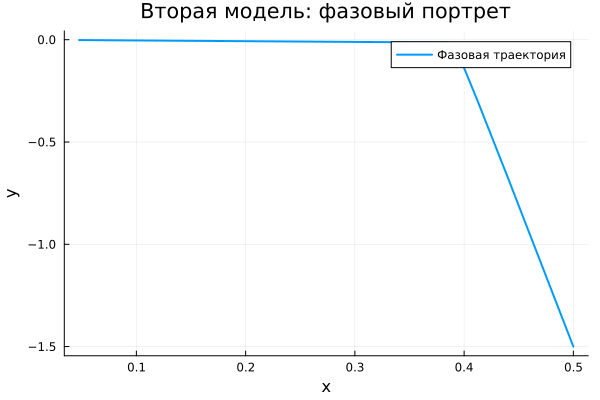 Вторая модель: фазовый портрет
0.0
Фазовая траектория
−0.5
y
−1.0
−1.5
0.1 0.2 0.3 0.4 0.5
x